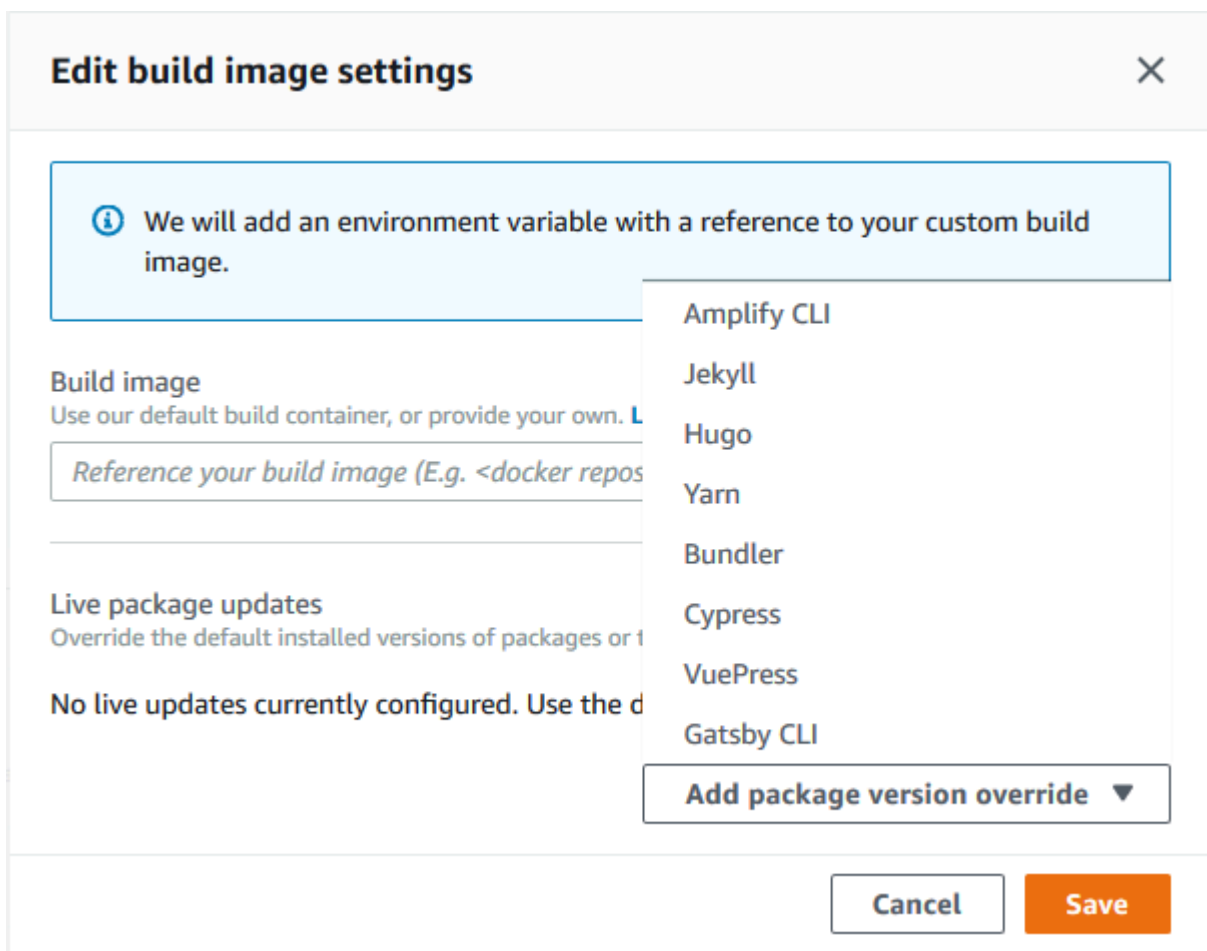 Edit build image settings
We will add an environment variable with a reference to your custom build
image.
Amplify CLI
Jekyll
Hugo
Yarn
Bundler
Cypress
VuePress
Gatsby CLI
Build image
Use our default build container, or provide your own.
Reference your build image (E.g. <docker repos
Live package updates
Override the default installed versions of packages or
No live updates currently configured. Use the
Add package version override
Cancel
Save